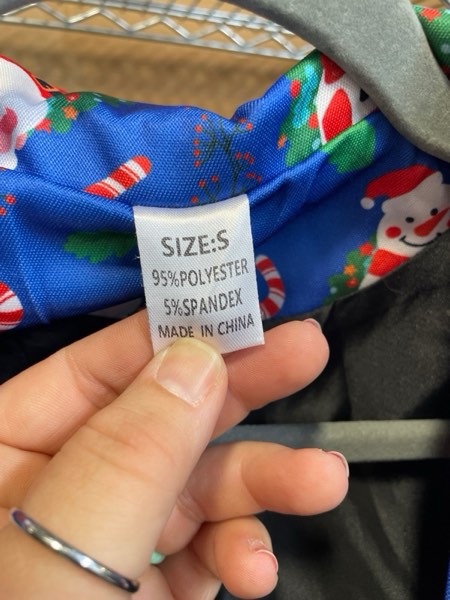 SIZE:S
95%POLYESTER
5%SPANDEX
MADE IN CHINA